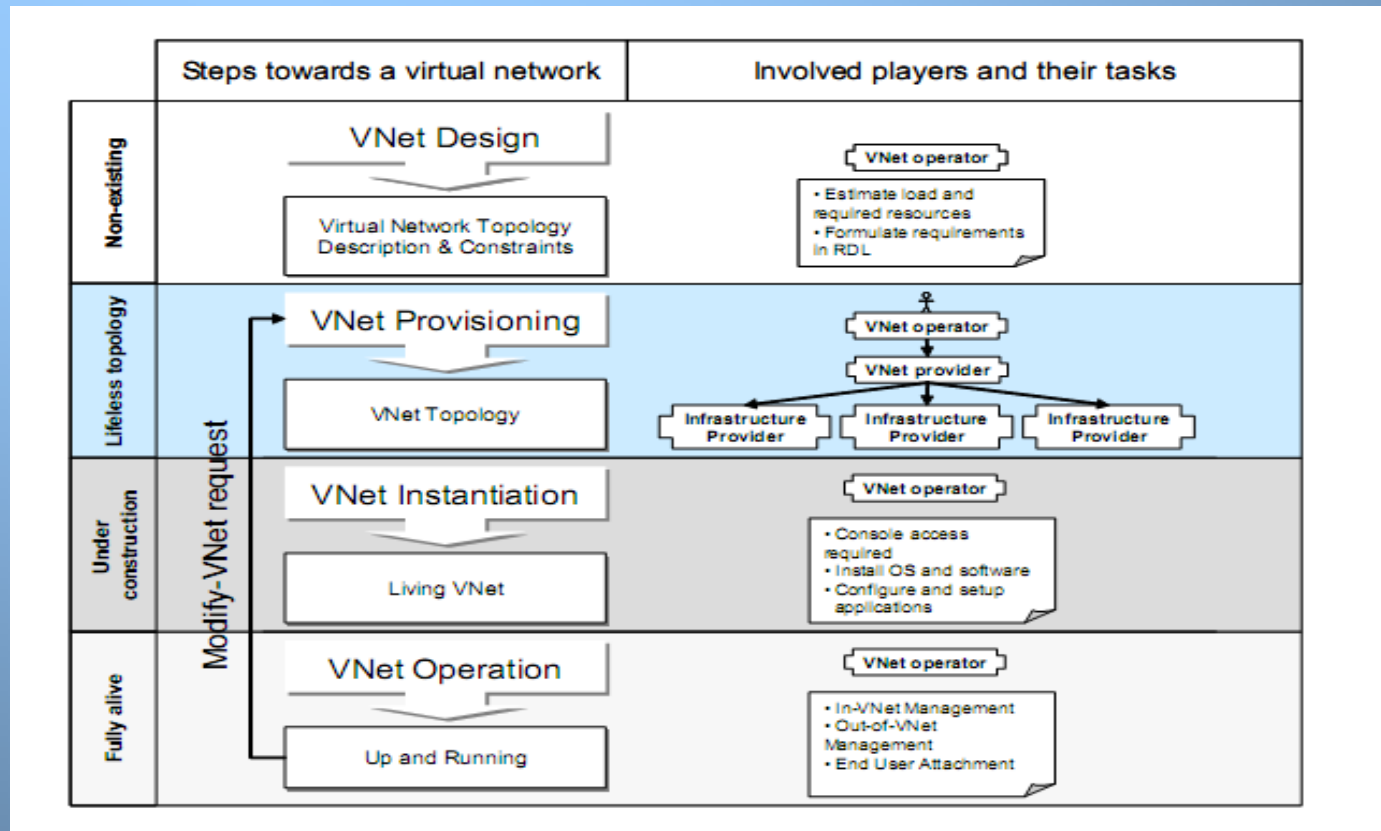 Steps towards a virtual network
Involved players and their tasks
Non-existing
VNet Design
Virtual Network Topology
Description & Constraints
VNet operator
• Estimate load and
required resources
• Formulate requirements
in RDL
Lifeless topology
VNet Provisioning
VNet Topology
VNet operator
VNet provider
Infrastructure
Provider
Infrastructure
Provider
Infrastructure
Provider
Modify-VNet request
Under
construction
VNet Instantiation
Living VNet
VNet operator
• Console access
required
• Install OS and software
• Configure and setup
applications
Fully alive
VNet Operation
Up and Running
VNet operator
• In-VNet Management
• Out-of-VNet
Management
• End User Attachment